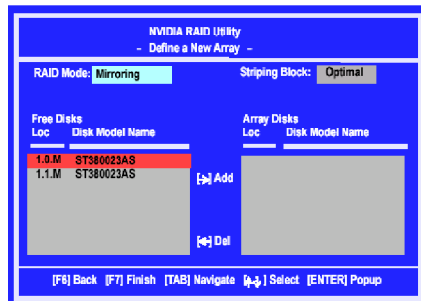 NVIDIA RAID Utility
- Define a New Array -
RAID Mode: Mirroring Striping Block: Optimal
Free Disks Array Disks
Loc Disk Model Name Loc Disk Model Name
1.0.M ST380023AS
1.1.M ST380023AS
[→] Add
[←] Del
[F6] Back [F7] Finish [TAB] Navigate [↑↓] Select [ENTER] Popup